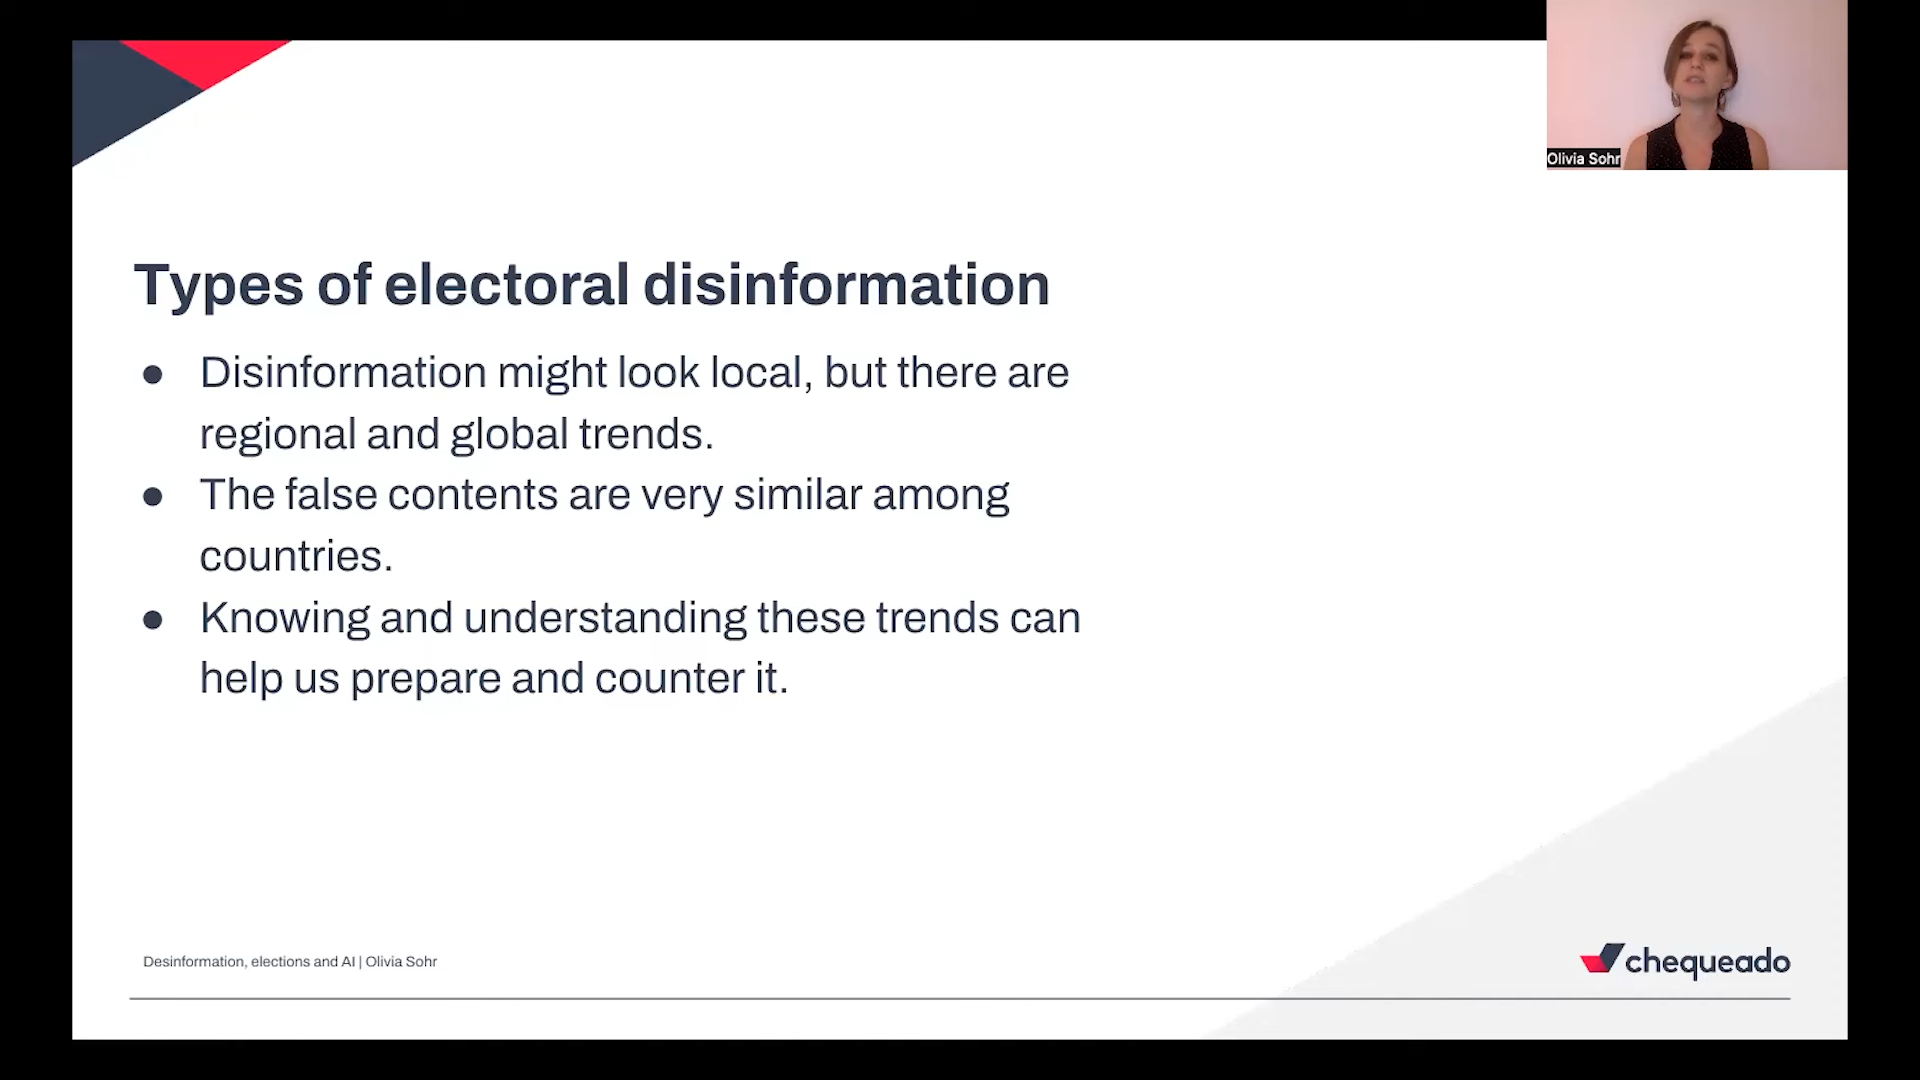 Olivia Sohr
Types of electoral disinformation
● Disinformation might look local, but there are
regional and global trends.
● The false contents are very similar among
countries.
● Knowing and understanding these trends can
help us prepare and counter it.
Desinformation, elections and AI | Olivia Sohr
chequeado